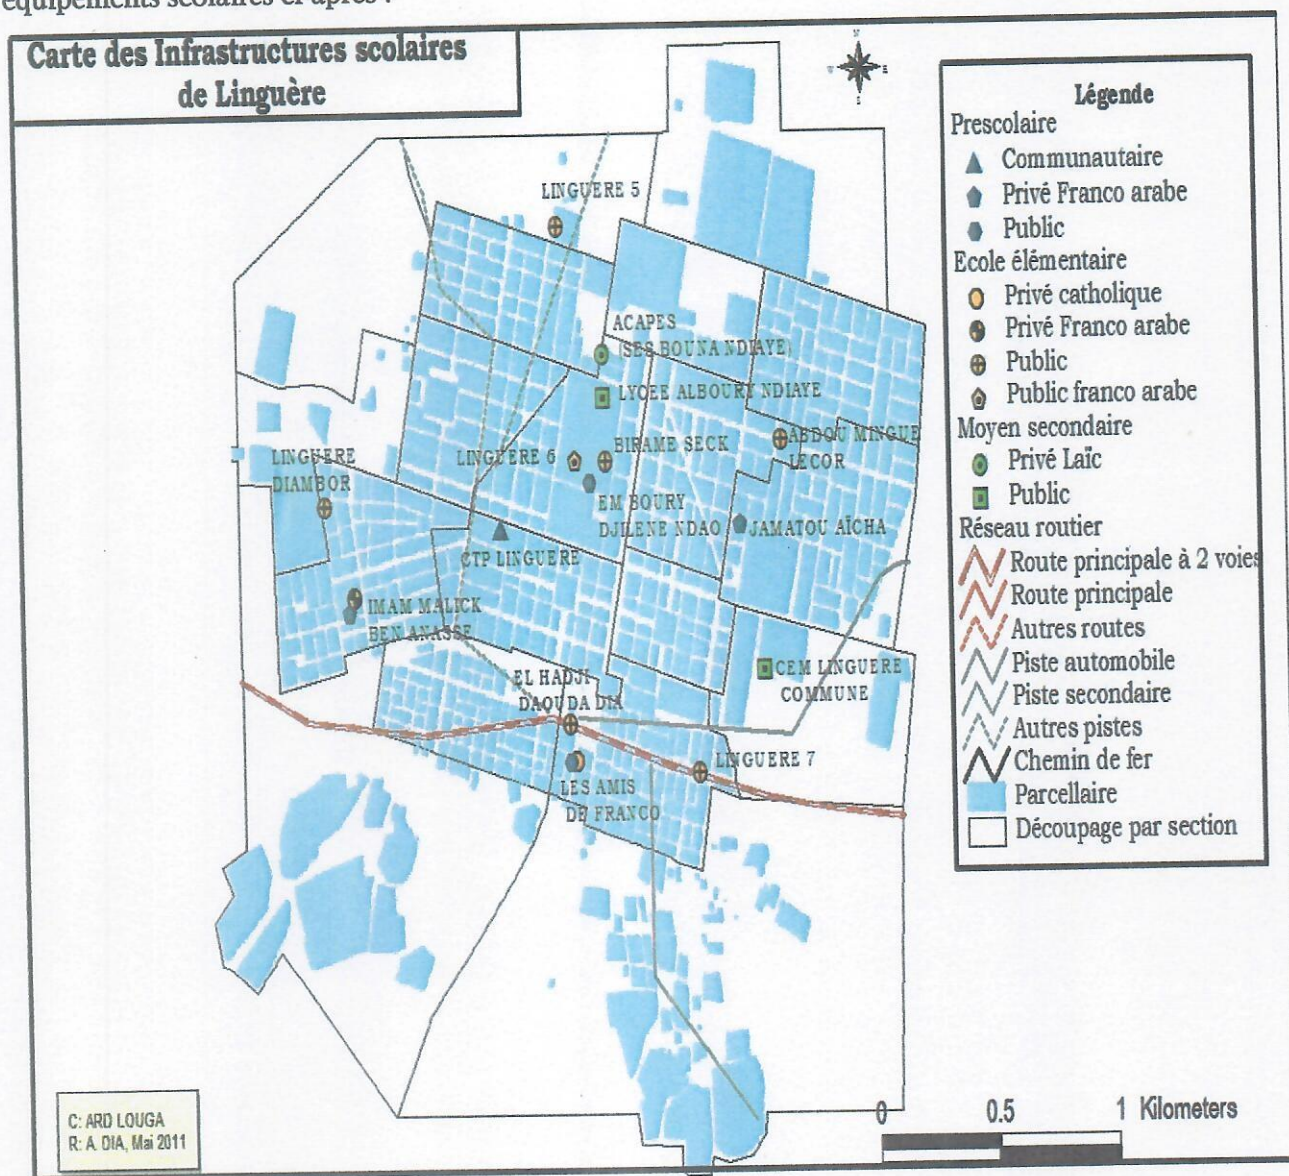 équipements scolaires ci-après :
Carte des Infrastructures scolaires
de Linguère
N
E
S
Légende
Prescolaire
Communautaire
Privé Franco arabe
Public
Ecole élémentaire
Privé catholique
Privé Franco arabe
Public
Public franco arabe
Moyen secondaire
Privé Laïc
Public
Réseau routier
Route principale à 2 voies
Route principale
Autres routes
Piste automobile
Piste secondaire
Autres pistes
Chemin de fer
Parcellaire
Découpage par section
LINGUERE 5
ACAPES
(SBS BOUNA NDIAYE)
LYCEE ALBOURY NDIAYE
LINGUERE 6
BIRAME SECK
ABDOU MINGUE
LECOR
LINGUERE
DIAMBOR
EM BOURY
DJILENE NDAO
JAMATOU AÏCHA
CTP LINGUERE
IMAM MALICK
BEN ANASSE
EL HADJI
DAOUDA DIA
CEM LINGUERE
COMMUNE
LINGUERE 7
LES AMIS
DE FRANCO
C: ARD LOUGA
R: A. DIA, Mai 2011
0 0.5 1 Kilometers